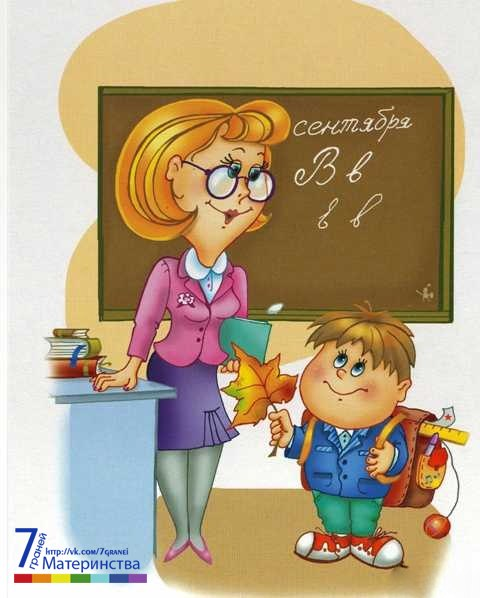 сентября
В в
в в
7
граней
http://vk.com/7granei
Материнства